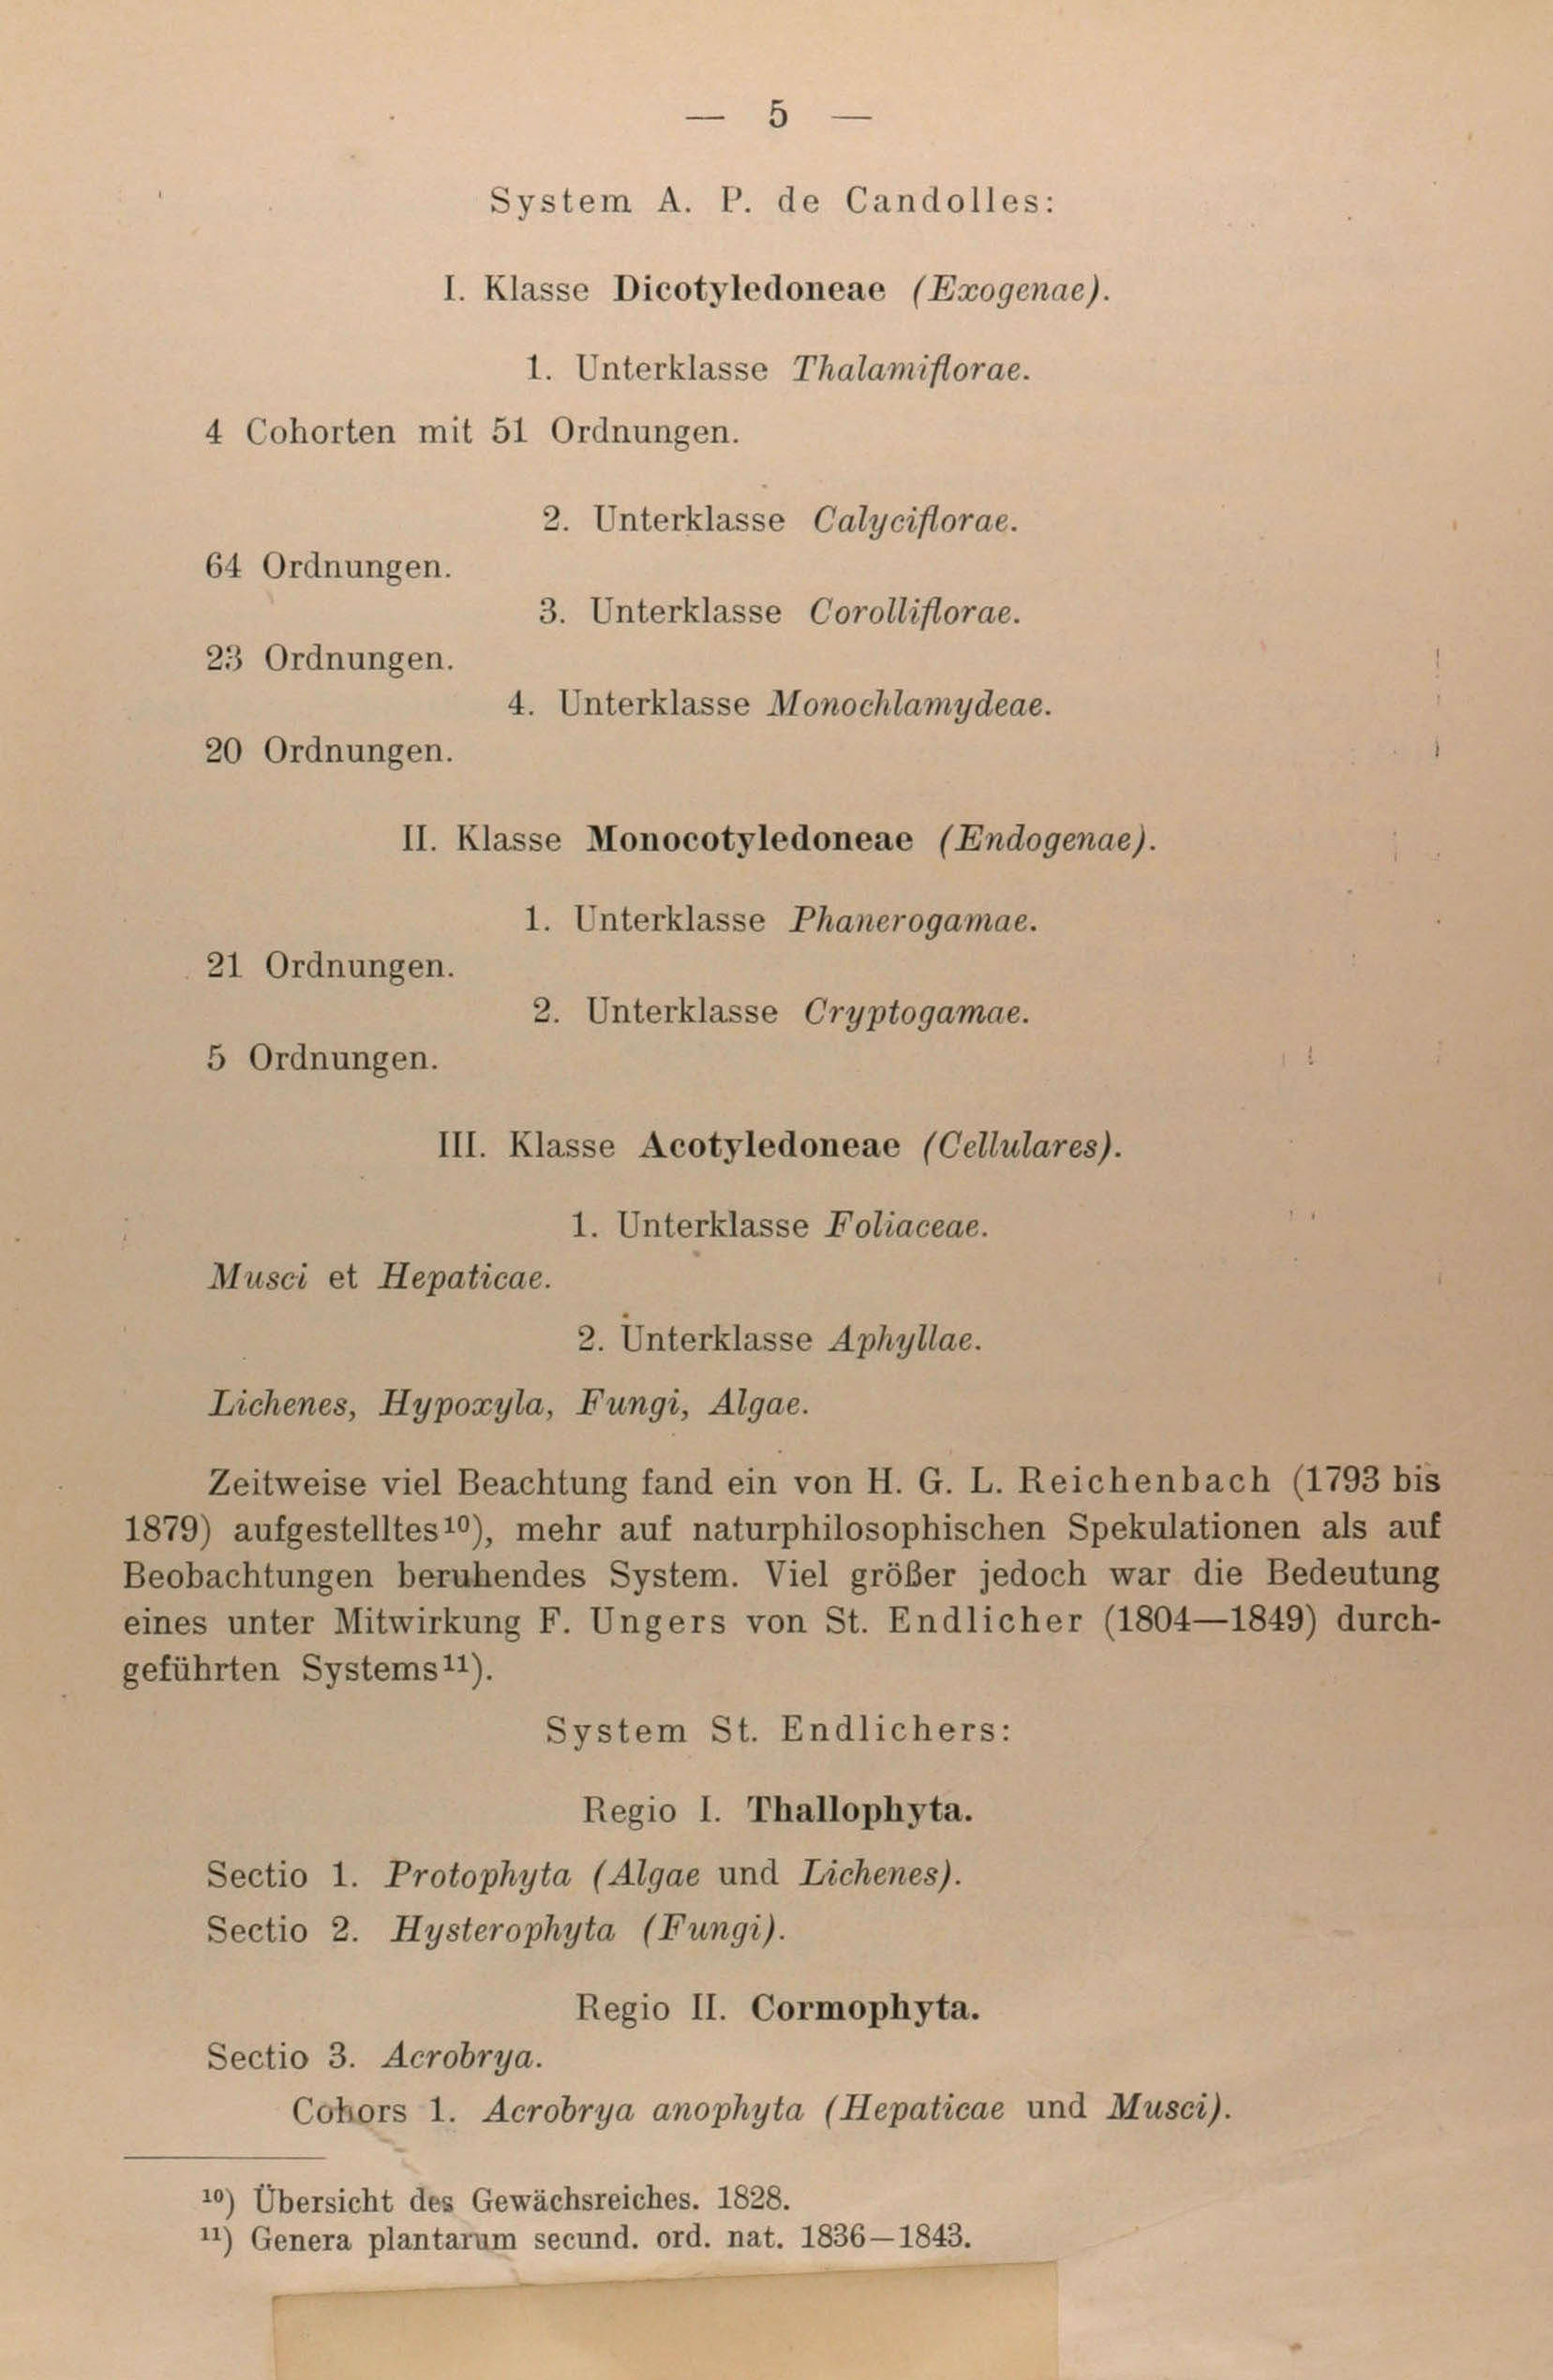 — 5 —
System A. P. de Candolles:
I. Klasse Dicotyledoneae (Exogenae).
1. Unterklasse Thalamiflorae.
4 Cohorten mit 51 Ordnungen.
2. Unterklasse Calyciflorae.
64 Ordnungen.
3. Unterklasse Corolliflorae.
23 Ordnungen.
4. Unterklasse Monochlamydeae.
20 Ordnungen.
II. Klasse Monocotyledoneae (Endogenae).
1. Unterklasse Phanerogamae.
21 Ordnungen.
2. Unterklasse Cryptogamae.
5 Ordnungen.
III. Klasse Acotyledoneae (Cellulares).
1. Unterklasse Foliaceae.
Musci et Hepaticae.
2. Unterklasse Aphyllae.
Lichenes, Hypoxyla, Fungi, Algae.
Zeitweise viel Beachtung fand ein von H. G. L. Reichenbach (1793 bis
1879) aufgestelltes¹⁰), mehr auf naturphilosophischen Spekulationen als auf
Beobachtungen beruhendes System. Viel größer jedoch war die Bedeutung
eines unter Mitwirkung F. Ungers von St. Endlicher (1804—1849) durch-
geführten Systems¹¹).
System St. Endlichers:
Regio I. Thallophyta.
Sectio 1. Protophyta (Algae und Lichenes).
Sectio 2. Hysterophyta (Fungi).
Regio II. Cormophyta.
Sectio 3. Acrobrya.
Cohors 1. Acrobrya anophyta (Hepaticae und Musci).
¹⁰) Übersicht des Gewächsreiches. 1828.
¹¹) Genera plantarum secund. ord. nat. 1836—1843.